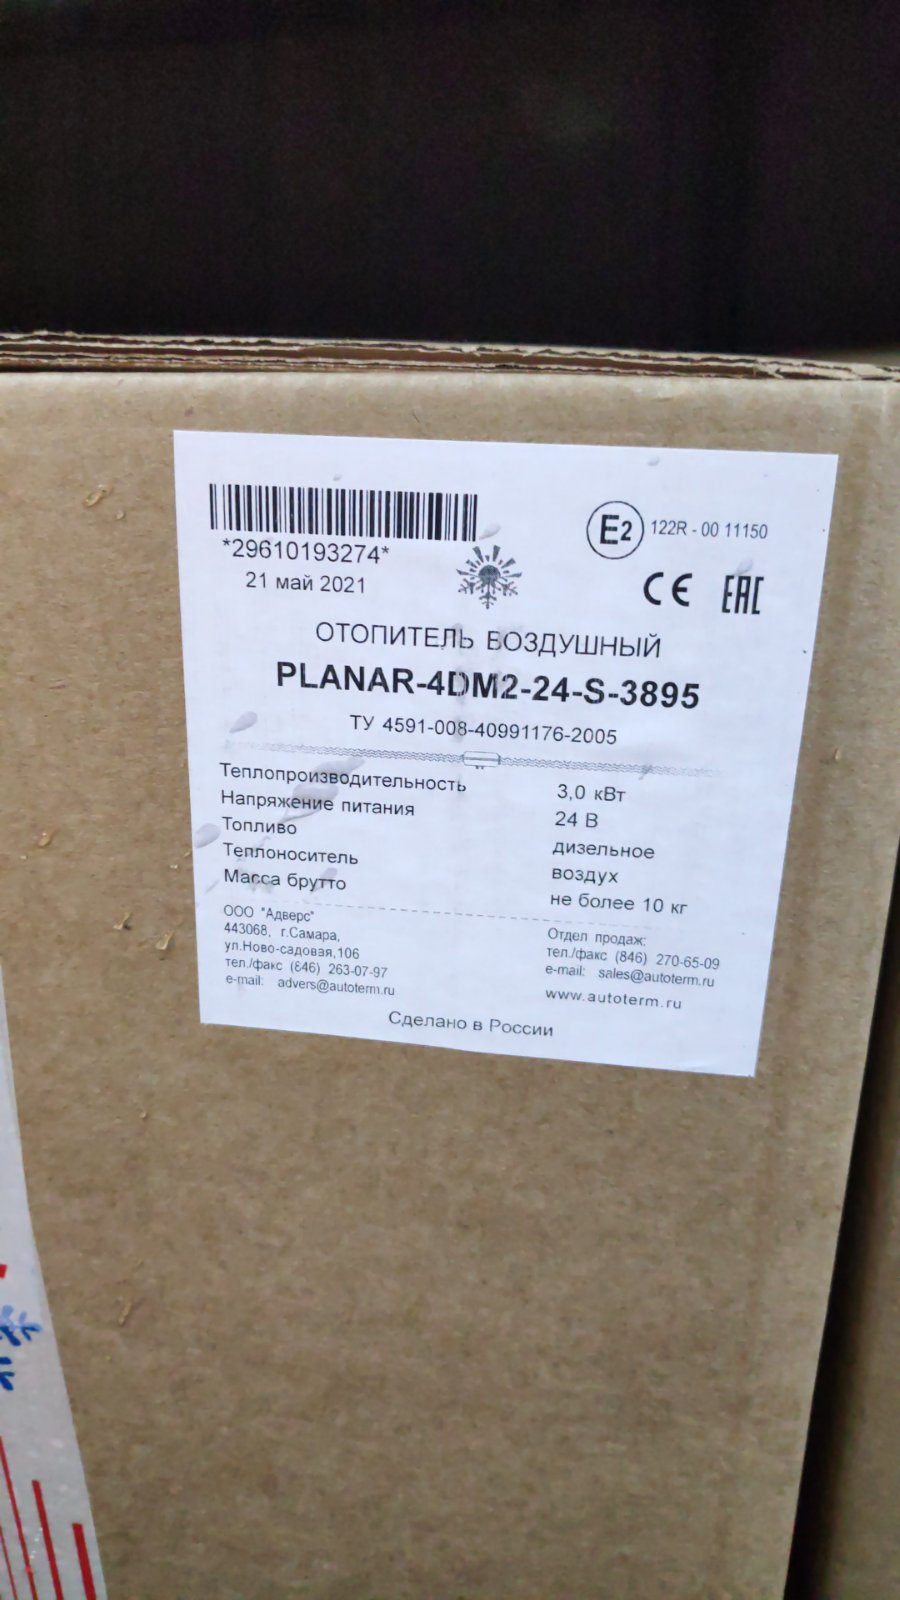 *29610193274*
21 май 2021
E2 122R - 00 11150
CE EAC
ОТОПИТЕЛЬ ВОЗДУШНЫЙ
PLANAR-4DM2-24-S-3895
ТУ 4591-008-40991176-2005
Теплопроизводительность 3,0 кВт
Напряжение питания 24 В
Топливо дизельное
Теплоноситель воздух
Масса брутто не более 10 кг
ООО "Адверс"
443068, г.Самара,
ул.Ново-садовая,106
тел./факс (846) 263-07-97
e-mail: advers@autoterm.ru
Отдел продаж:
тел./факс (846) 270-65-09
e-mail: sales@autoterm.ru
www.autoterm.ru
Сделано в России